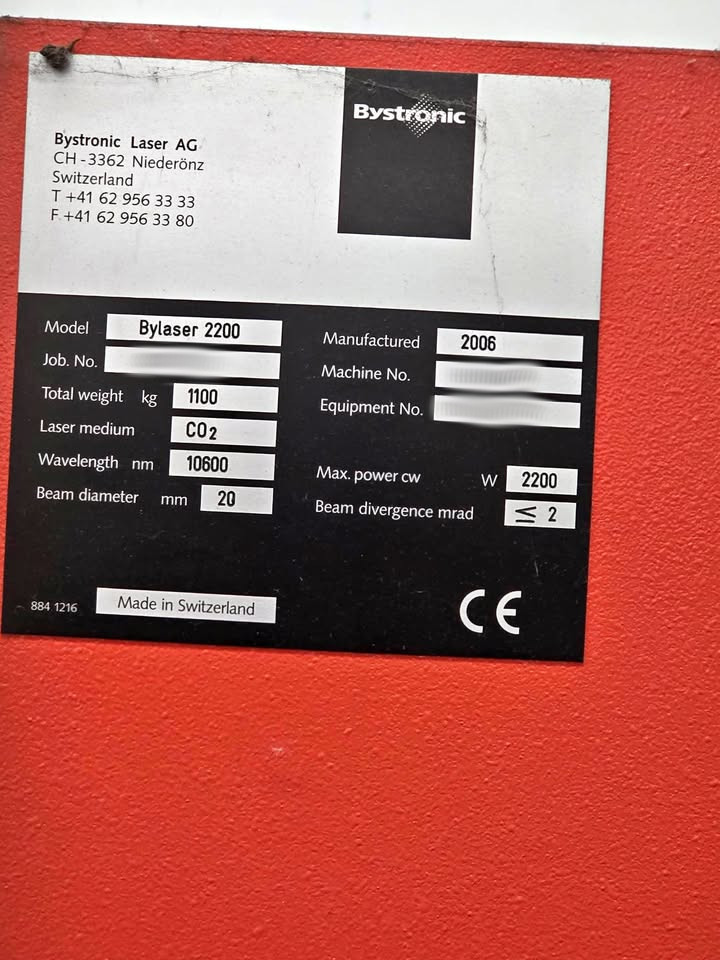 Bystronic
Bystronic Laser AG
CH-3362 Niederönz
Switzerland
T +41 62 956 33 33
F +41 62 956 33 80
Model Bylaser 2200
Job. No.
Total weight kg 1100
Laser medium CO2
Wavelength nm 10600
Beam diameter mm 20
Manufactured 2006
Machine No.
Equipment No.
Max. power cw W 2200
Beam divergence mrad ≤ 2
884 1216
Made in Switzerland
CE